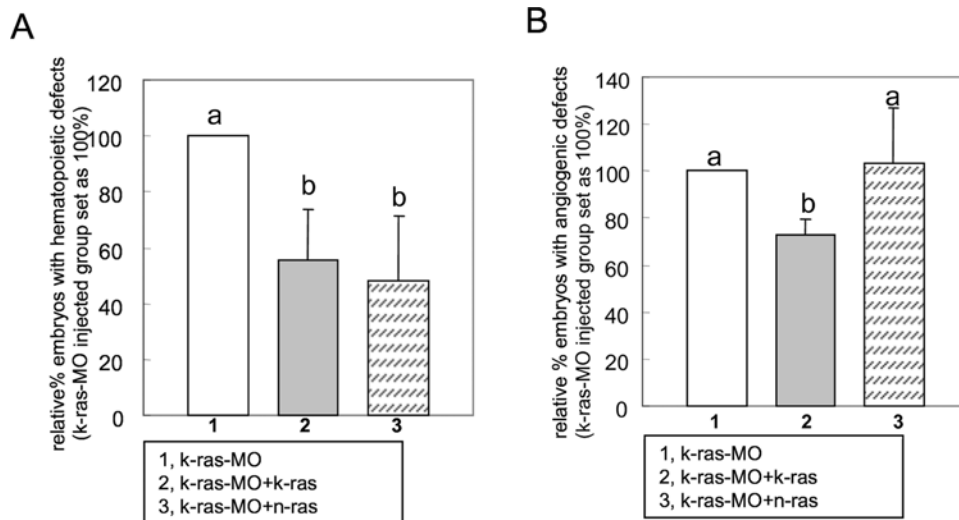 A
relative% embryos with hematopoietic defects
(k-ras-MO injected group set as 100%)
120
100
80
60
40
20
0
a
b
b
1
2
3
1, k-ras-MO
2, k-ras-MO+k-ras
3, k-ras-MO+n-ras
B
relative % embryos with angiogenic defects
(k-ras-MO injected group set as 100%)
140
120
100
80
60
40
20
0
a
b
a
1
2
3
1, k-ras-MO
2, k-ras-MO+k-ras
3, k-ras-MO+n-ras